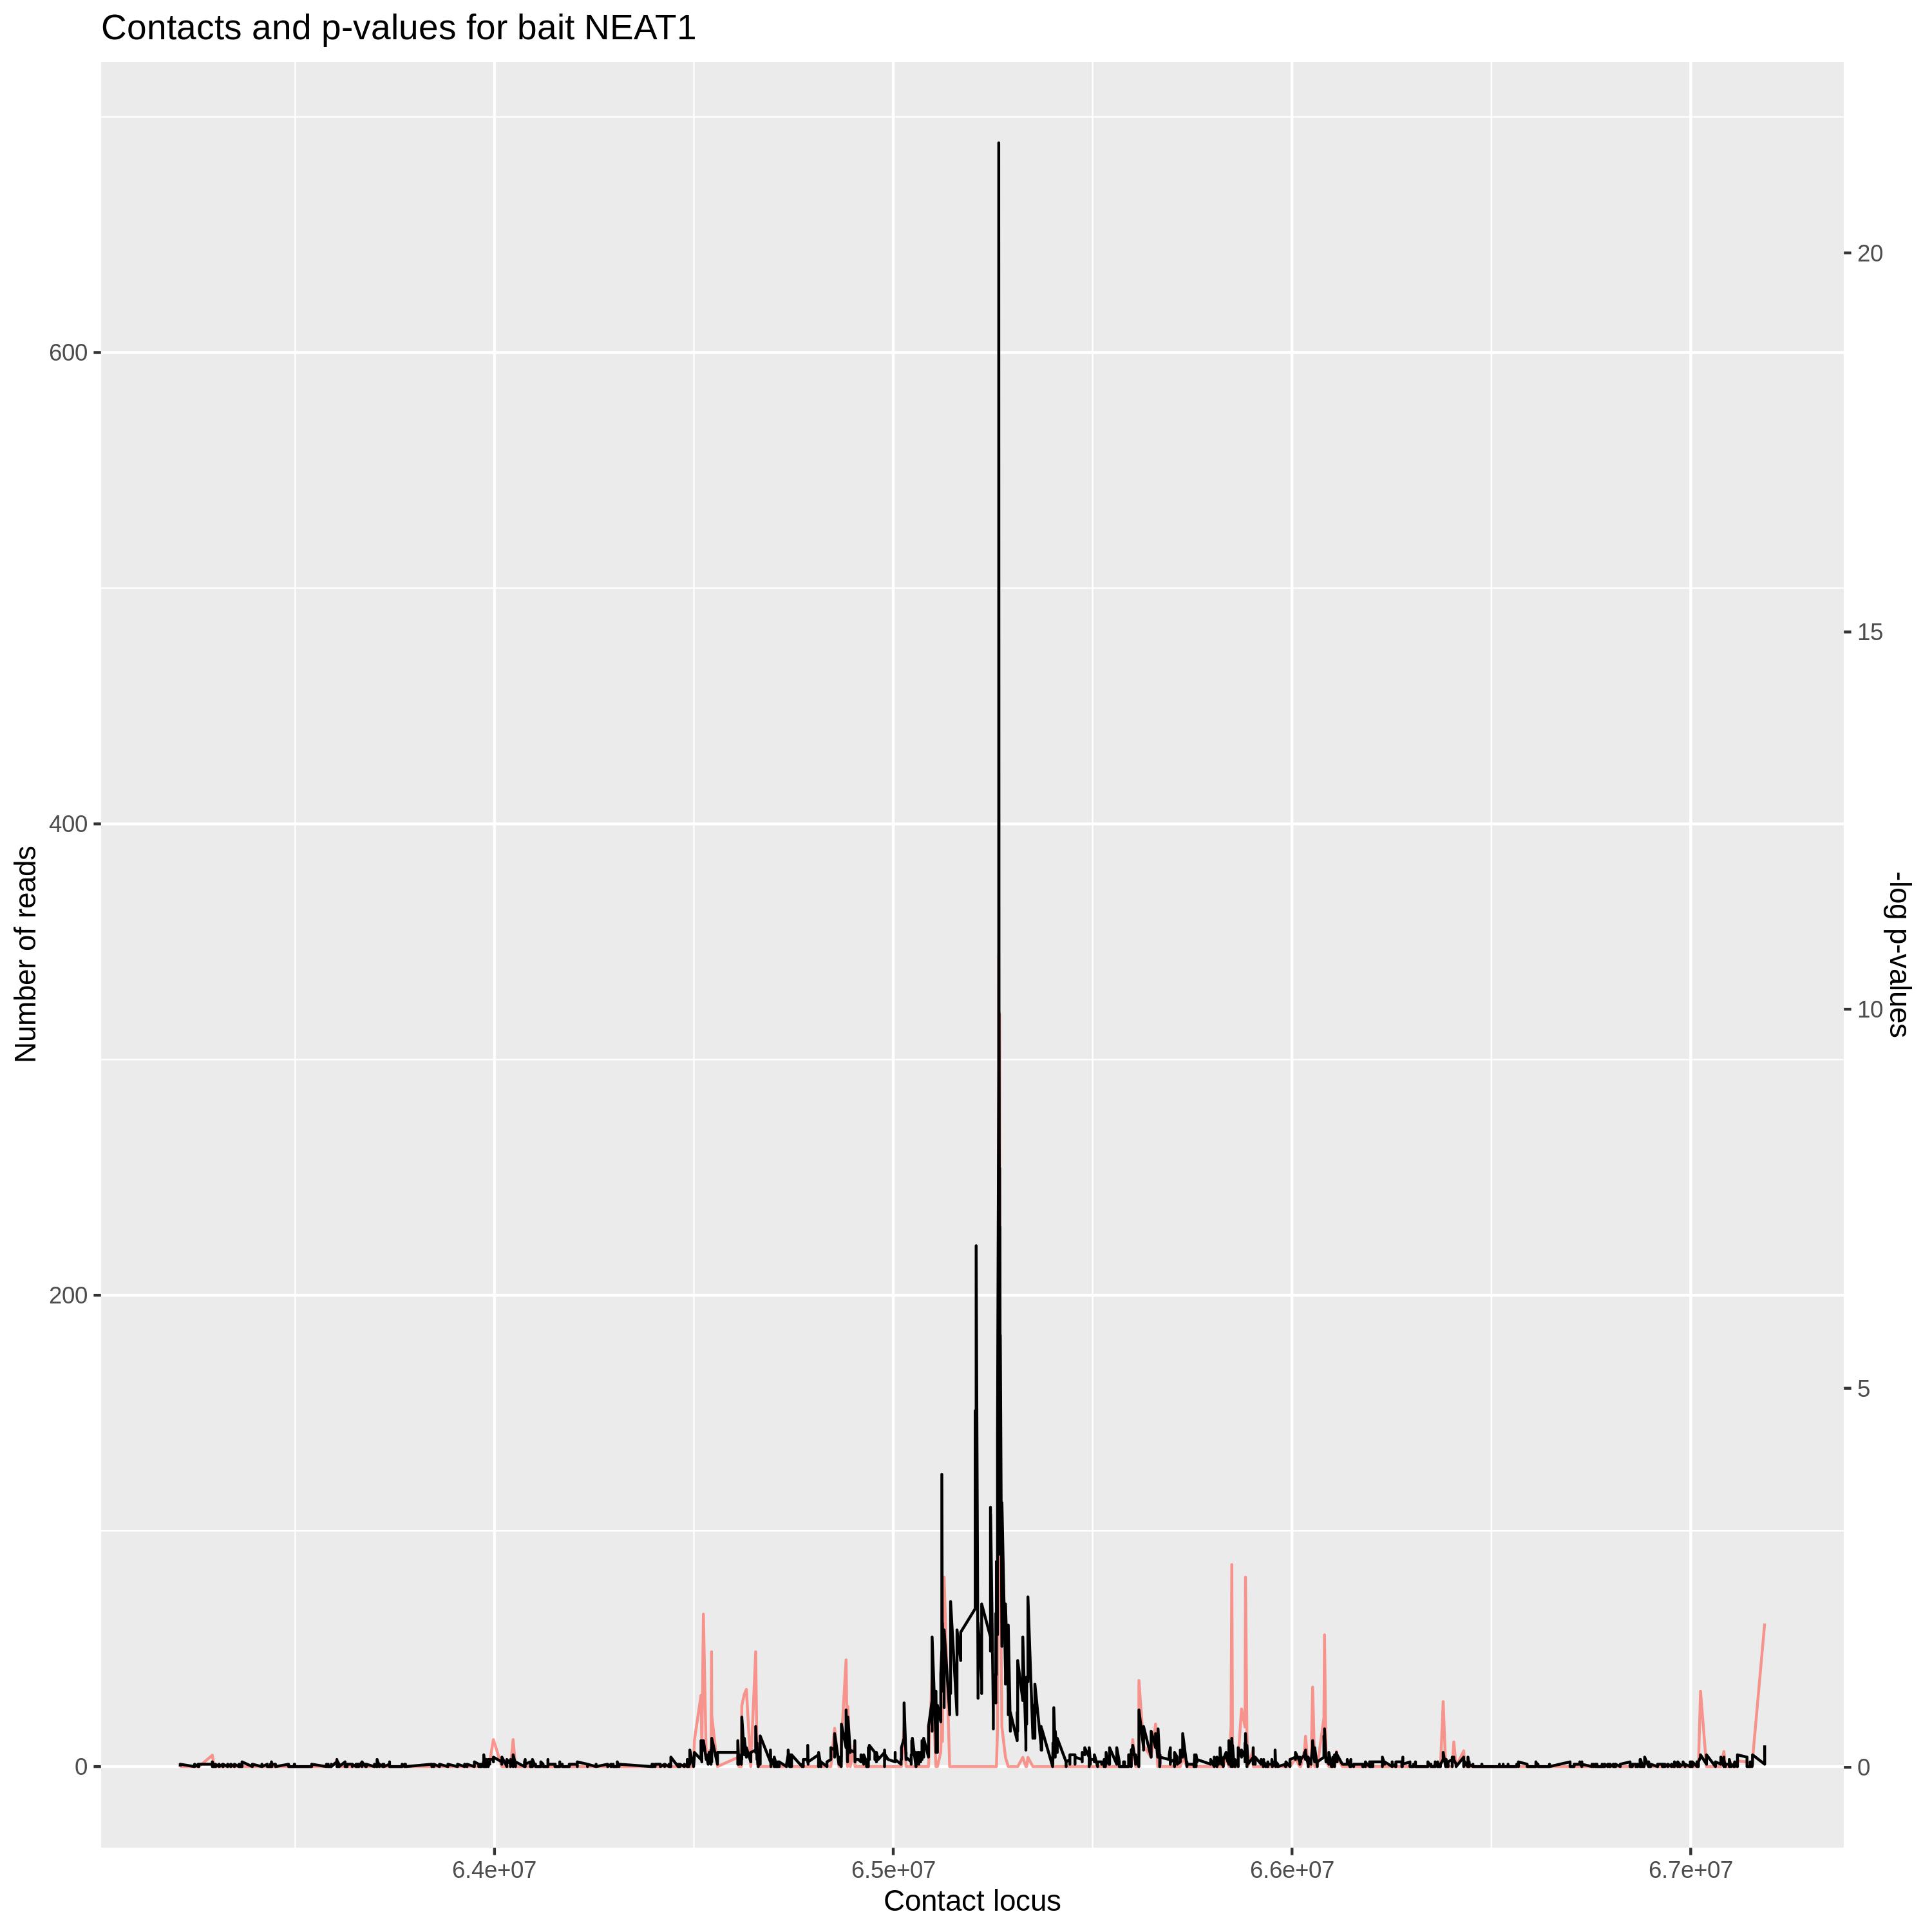 Contacts and p-values for bait NEAT1
Number of reads
600
400
200
0
20
15
10
5
0
-log p-values
6.4e+07
6.5e+07
6.6e+07
6.7e+07
Contact locus